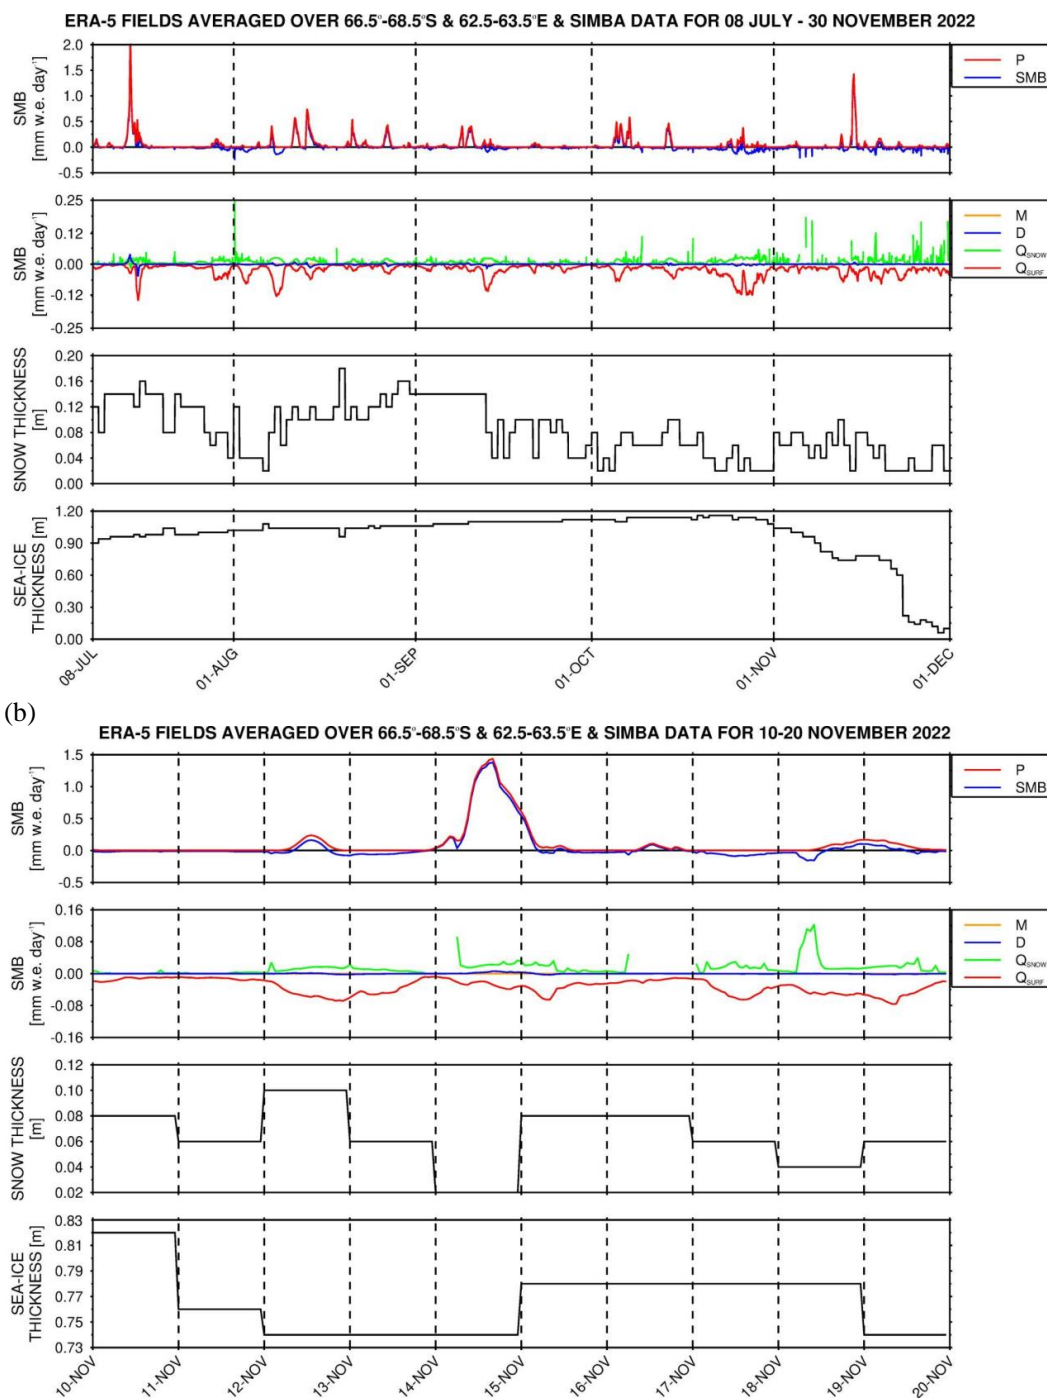 ERA-5 FIELDS AVERAGED OVER 66.5°-68.5°S & 62.5-63.5°E & SIMBA DATA FOR 08 JULY - 30 NOVEMBER 2022
SMB
[mm w.e. day⁻¹]
2.0
1.5
1.0
0.5
0.0
-0.5
P
SMB
SMB
[mm w.e. day⁻¹]
0.25
0.12
0.00
-0.12
-0.25
M
D
QSNOW
QSURF
SNOW THICKNESS
[m]
0.20
0.16
0.12
0.08
0.04
0.00
SEA-ICE
THICKNESS [m]
1.20
0.90
0.60
0.30
0.00
08-JUL
01-AUG
01-SEP
01-OCT
01-NOV
01-DEC
(b)
ERA-5 FIELDS AVERAGED OVER 66.5°-68.5°S & 62.5-63.5°E & SIMBA DATA FOR 10-20 NOVEMBER 2022
SMB
[mm w.e. day⁻¹]
1.5
1.0
0.5
0.0
-0.5
P
SMB
SMB
[mm w.e. day⁻¹]
0.16
0.08
0.00
-0.08
-0.16
M
D
QSNOW
QSURF
SNOW THICKNESS
[m]
0.12
0.10
0.08
0.06
0.04
0.02
SEA-ICE
THICKNESS [m]
0.83
0.81
0.79
0.77
0.75
0.73
10-NOV
11-NOV
12-NOV
13-NOV
14-NOV
15-NOV
16-NOV
17-NOV
18-NOV
19-NOV
20-NOV